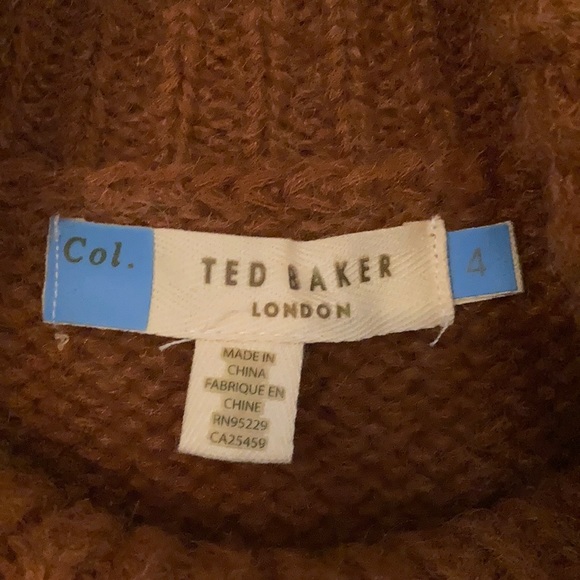 Col.
TED BAKER
LONDON
4
MADE IN
CHINA
FABRIQUE EN
CHINE
RN95229
CA25459